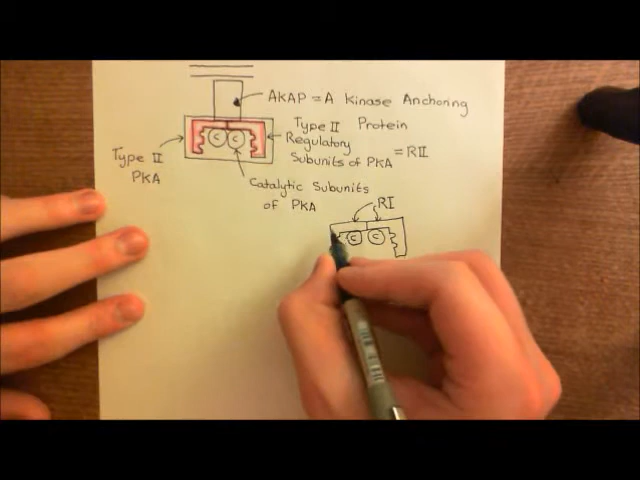 AKAP = A Kinase Anchoring
Protein
Type II
Regulatory
Subunits of PKA = RII
C C
Type II
PKA
Catalytic Subunits
of PKA
RI
C C